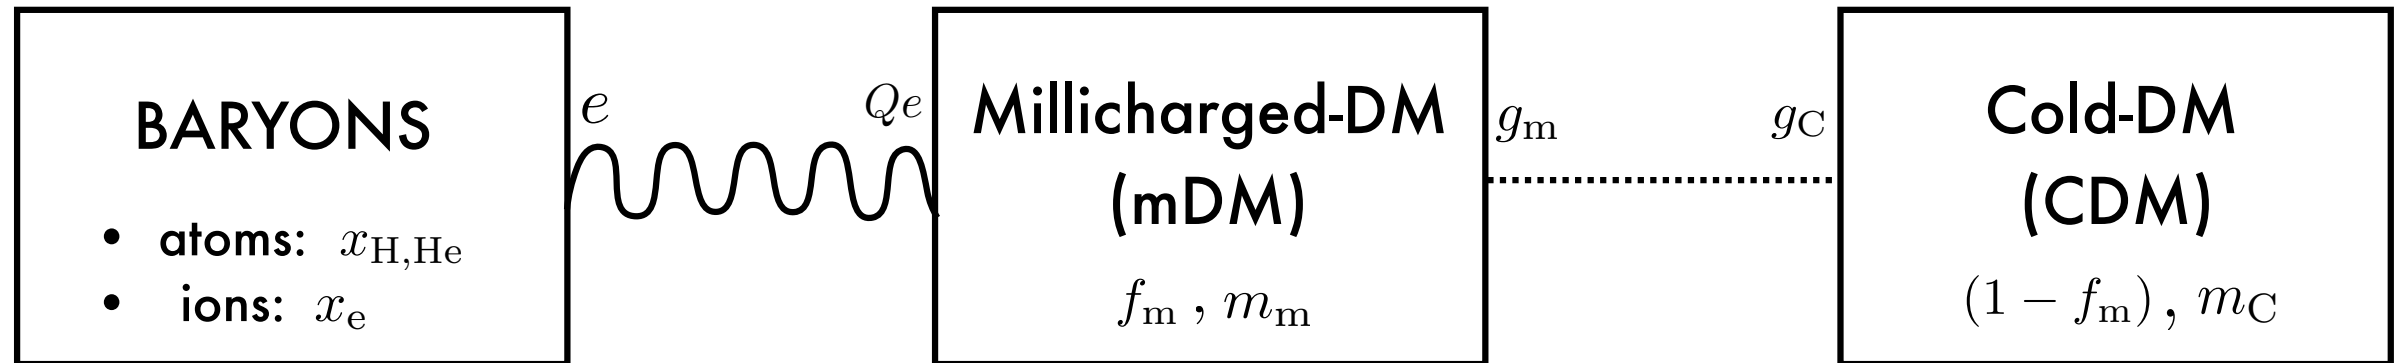 BARYONS
• atoms: x_{H,He}
• ions: x_e
e
Qe
Millicharged-DM
(mDM)
f_m , m_m
g_m
g_C
Cold-DM
(CDM)
(1 − f_m) , m_C